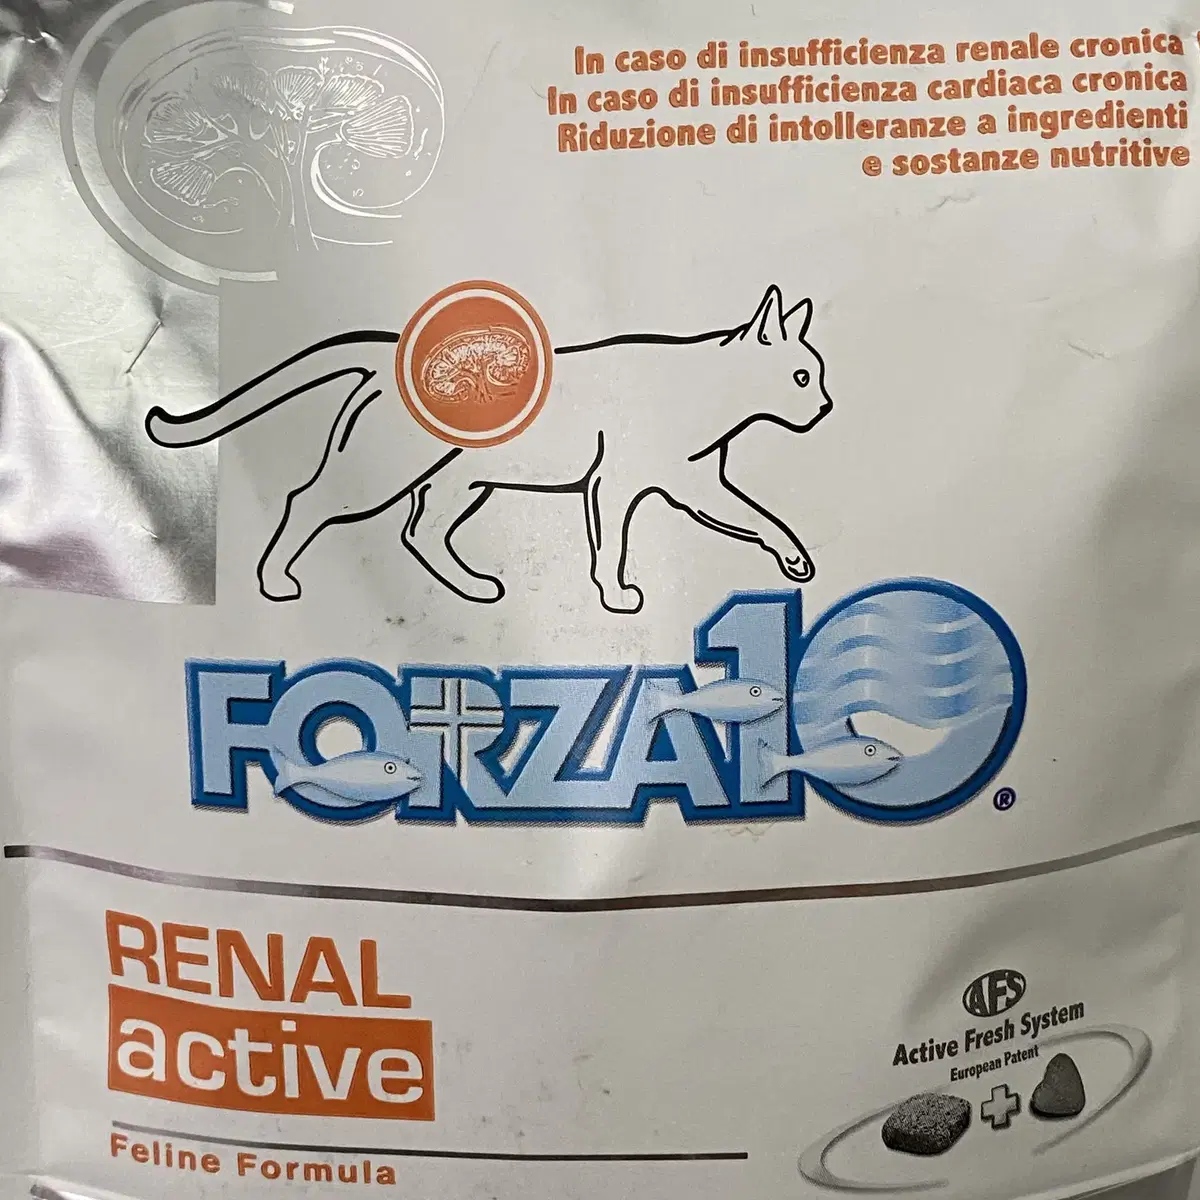 In caso di insufficienza renale cronica
In caso di insufficienza cardiaca cronica
Riduzione di intolleranze a ingredienti
e sostanze nutritive
FORZA10
®
RENAL
active
Feline Formula
AFS
Active Fresh System
European Patent